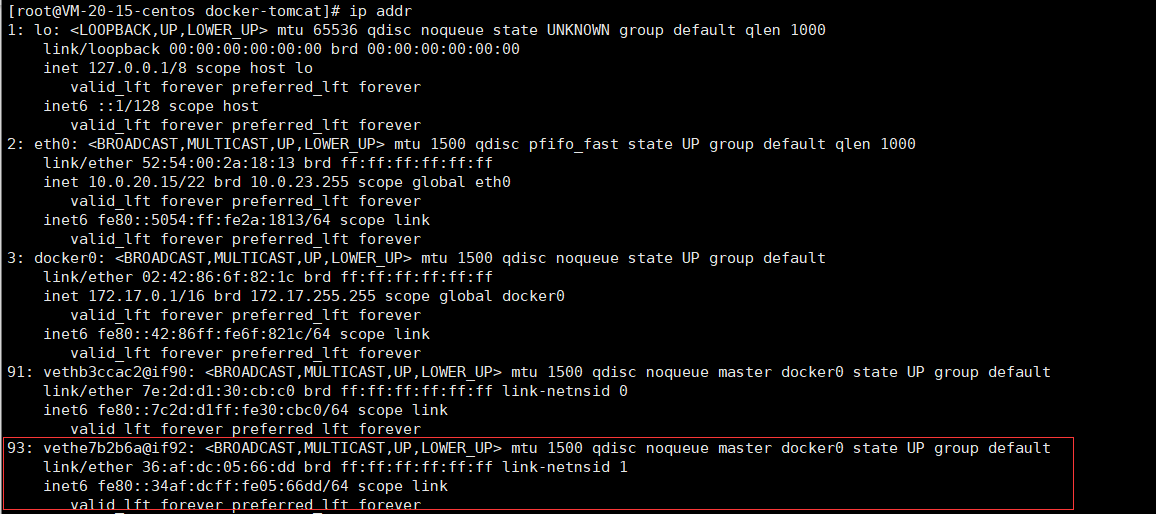 [root@VM-20-15-centos docker-tomcat]# ip addr
1: lo: <LOOPBACK,UP,LOWER_UP> mtu 65536 qdisc noqueue state UNKNOWN group default qlen 1000
    link/loopback 00:00:00:00:00:00 brd 00:00:00:00:00:00
    inet 127.0.0.1/8 scope host lo
       valid_lft forever preferred_lft forever
    inet6 ::1/128 scope host
       valid_lft forever preferred_lft forever
2: eth0: <BROADCAST,MULTICAST,UP,LOWER_UP> mtu 1500 qdisc pfifo_fast state UP group default qlen 1000
    link/ether 52:54:00:2a:18:13 brd ff:ff:ff:ff:ff:ff
    inet 10.0.20.15/22 brd 10.0.23.255 scope global eth0
       valid_lft forever preferred_lft forever
    inet6 fe80::5054:ff:fe2a:1813/64 scope link
       valid_lft forever preferred_lft forever
3: docker0: <BROADCAST,MULTICAST,UP,LOWER_UP> mtu 1500 qdisc noqueue state UP group default
    link/ether 02:42:86:6f:82:1c brd ff:ff:ff:ff:ff:ff
    inet 172.17.0.1/16 brd 172.17.255.255 scope global docker0
       valid_lft forever preferred_lft forever
    inet6 fe80::42:86ff:fe6f:821c/64 scope link
       valid_lft forever preferred_lft forever
91: vethb3ccac2@if90: <BROADCAST,MULTICAST,UP,LOWER_UP> mtu 1500 qdisc noqueue master docker0 state UP group default
    link/ether 7e:2d:d1:30:cb:c0 brd ff:ff:ff:ff:ff:ff link-netnsid 0
    inet6 fe80::7c2d:d1ff:fe30:cbc0/64 scope link
       valid_lft forever preferred_lft forever
93: vethe7b2b6a@if92: <BROADCAST,MULTICAST,UP,LOWER_UP> mtu 1500 qdisc noqueue master docker0 state UP group default
    link/ether 36:af:dc:05:66:dd brd ff:ff:ff:ff:ff:ff link-netnsid 1
    inet6 fe80::34af:dcff:fe05:66dd/64 scope link
       valid_lft forever preferred_lft forever